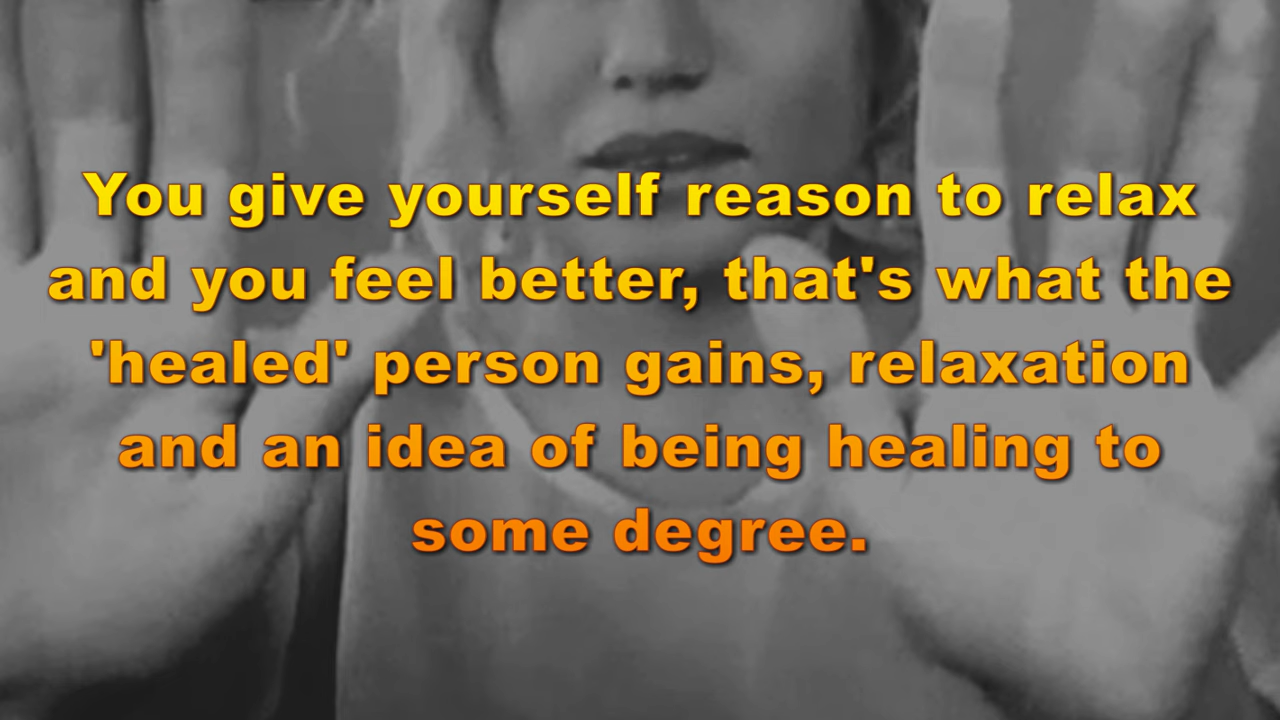 You give yourself reason to relax
and you feel better, that's what the
'healed' person gains, relaxation
and an idea of being healing to
some degree.